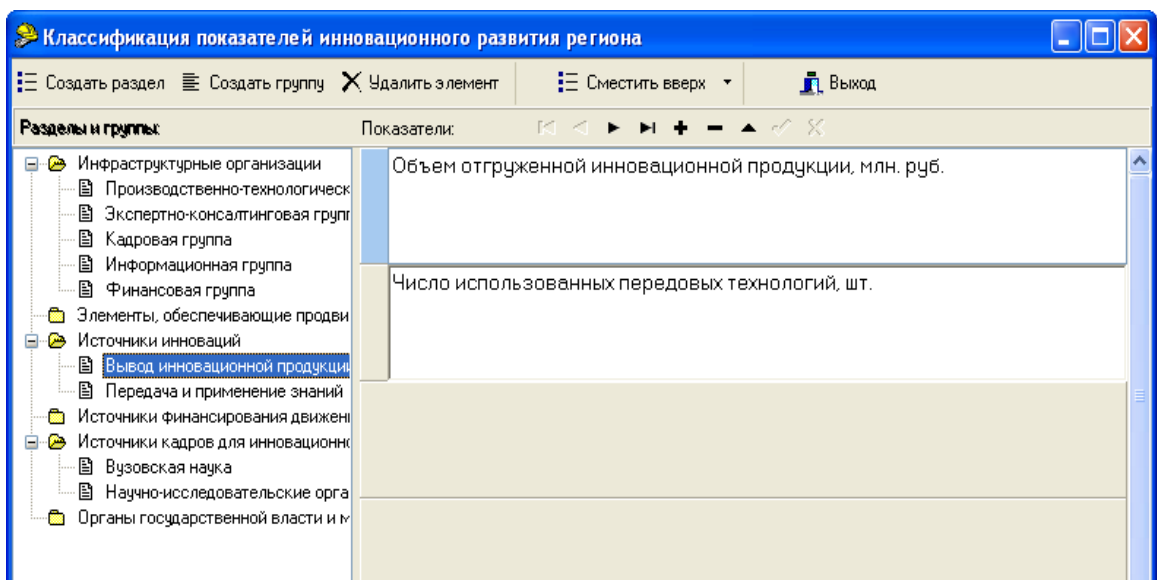 Классификация показателей инновационного развития региона
Создать раздел Создать группу Удалить элемент Сместить вверх Выход
Разделы и группы: Показатели:
Инфраструктурные организации
Производственно-технологическ
Экспертно-консалтинговая групп
Кадровая группа
Информационная группа
Финансовая группа
Элементы, обеспечивающие продви
Источники инноваций
Вывод инновационной продукции
Передача и применение знаний
Источники финансирования движен
Источники кадров для инновационно
Вузовская наука
Научно-исследовательские орга
Органы государственной власти и м
Объем отгруженной инновационной продукции, млн. руб.
Число использованных передовых технологий, шт.